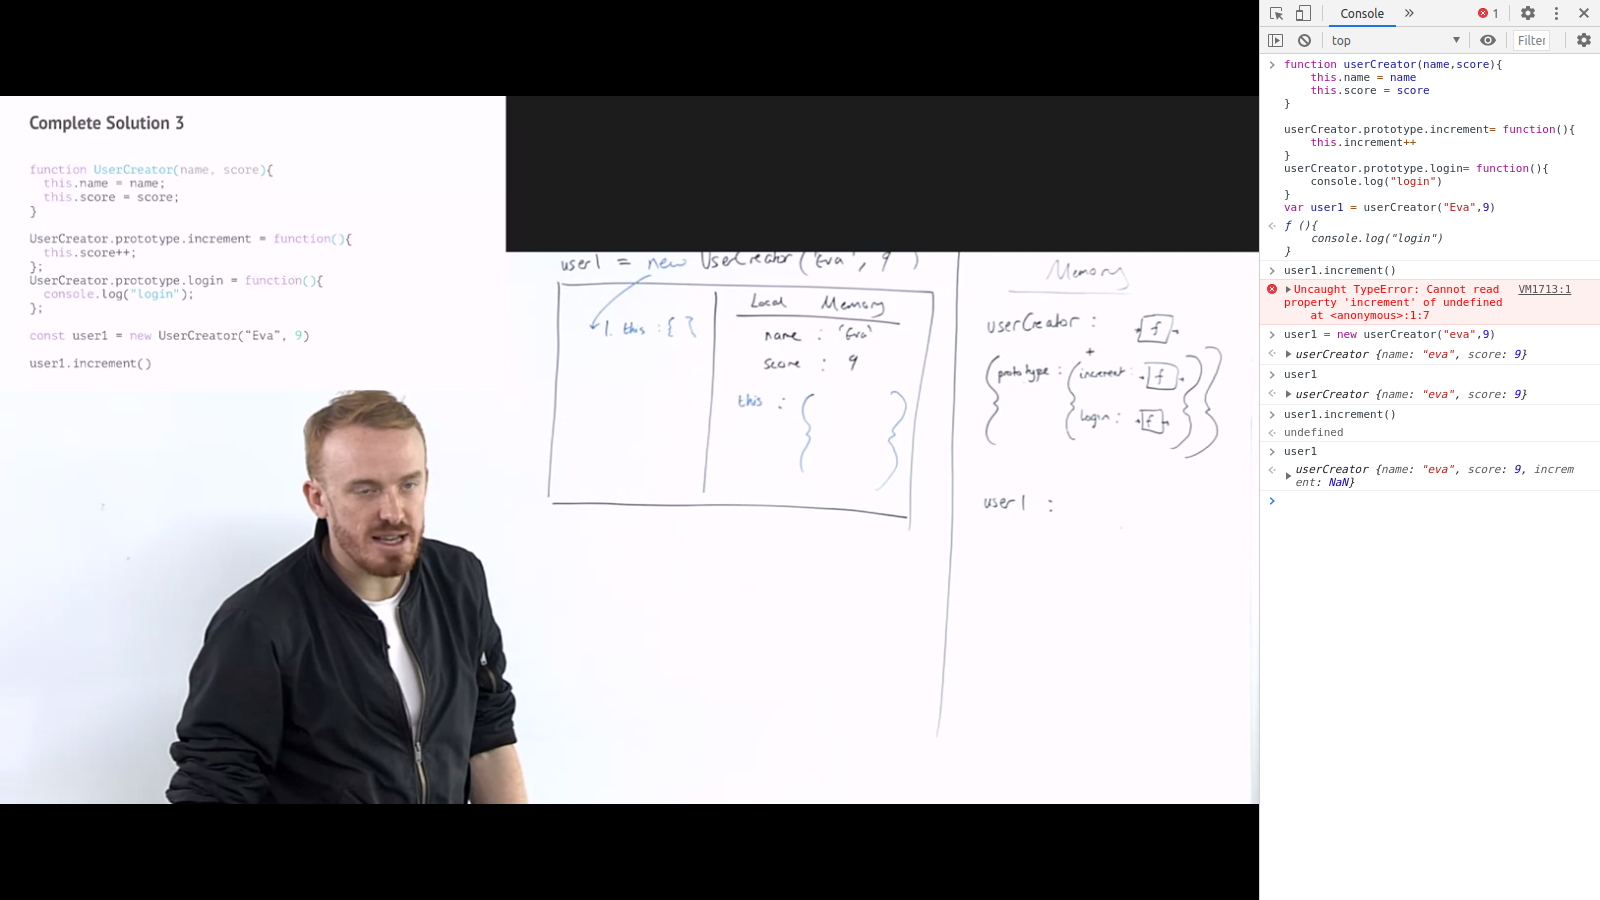 Complete Solution 3
function UserCreator(name, score){
this.name = name;
this.score = score;
}
UserCreator.prototype.increment = function(){
this.score++;
};
UserCreator.prototype.login = function(){
console.log("login");
};
const user1 = new UserCreator("Eva", 9)
user1.increment()
user1 = new UserCreator('Eva', 9)
Local Memory
1. this : { }
name : 'Eva'
score : 9
this : { }
Memory
userCreator : f
+
{prototype : {increment : f
login : f }}
user1 :
Console
1
top
Filter
function userCreator(name,score){
this.name = name
this.score = score
}
userCreator.prototype.increment= function(){
this.increment++
}
userCreator.prototype.login= function(){
console.log("login")
}
var user1 = userCreator("Eva",9)
ƒ (){
console.log("login")
}
user1.increment()
Uncaught TypeError: Cannot read VM1713:1
property 'increment' of undefined
at <anonymous>:1:7
user1 = new userCreator("eva",9)
userCreator {name: "eva", score: 9}
user1
userCreator {name: "eva", score: 9}
user1.increment()
undefined
user1
userCreator {name: "eva", score: 9, increm
ent: NaN}